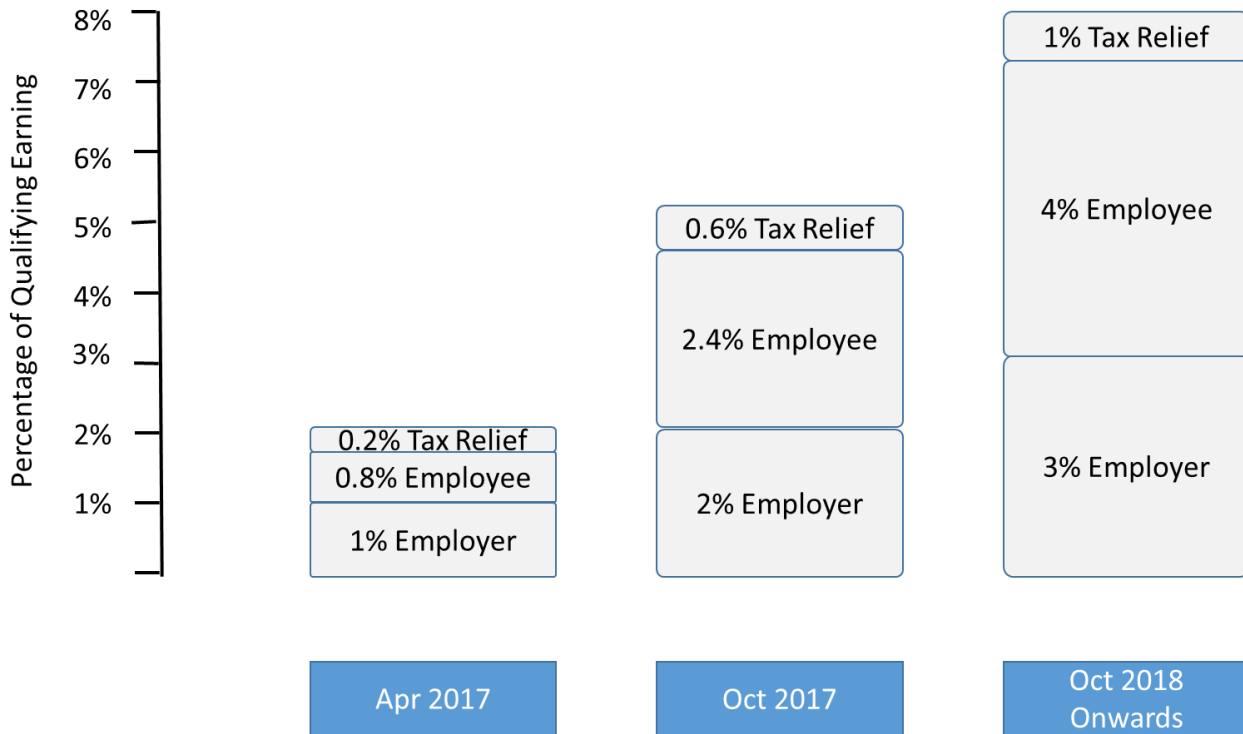 Percentage of Qualifying Earning
8%
7%
6%
5%
4%
3%
2%
1%
0.2% Tax Relief
0.8% Employee
1% Employer
0.6% Tax Relief
2.4% Employee
2% Employer
1% Tax Relief
4% Employee
3% Employer
Apr 2017
Oct 2017
Oct 2018
Onwards